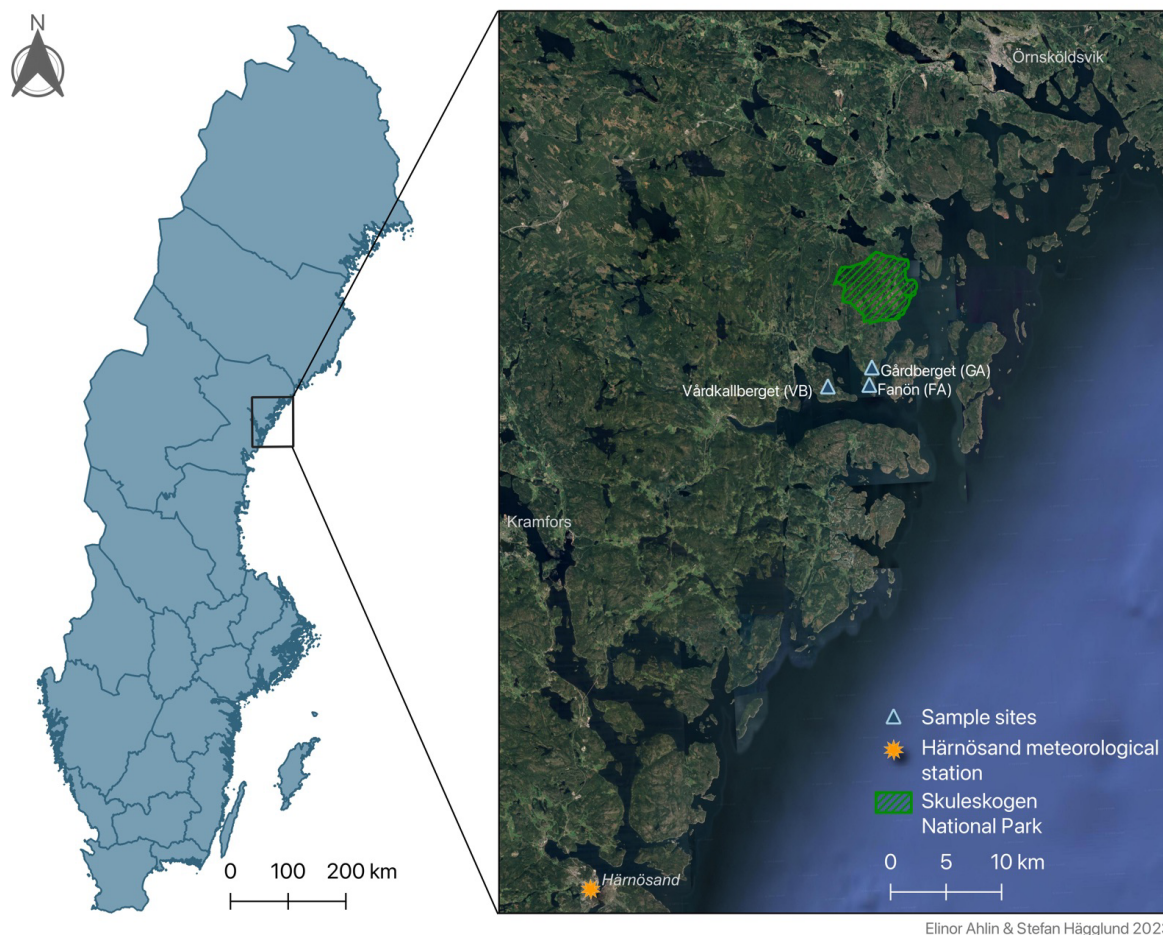 N
Örnsköldsvik
Gårdberget (GA)
Vårdkallberget (VB)
Fanön (FA)
Kramfors
Sample sites
Härnösand meteorological
station
Skuleskogen
National Park
0 5 10 km
0 100 200 km
Härnösand
Elinor Ahlin & Stefan Hägglund 2023